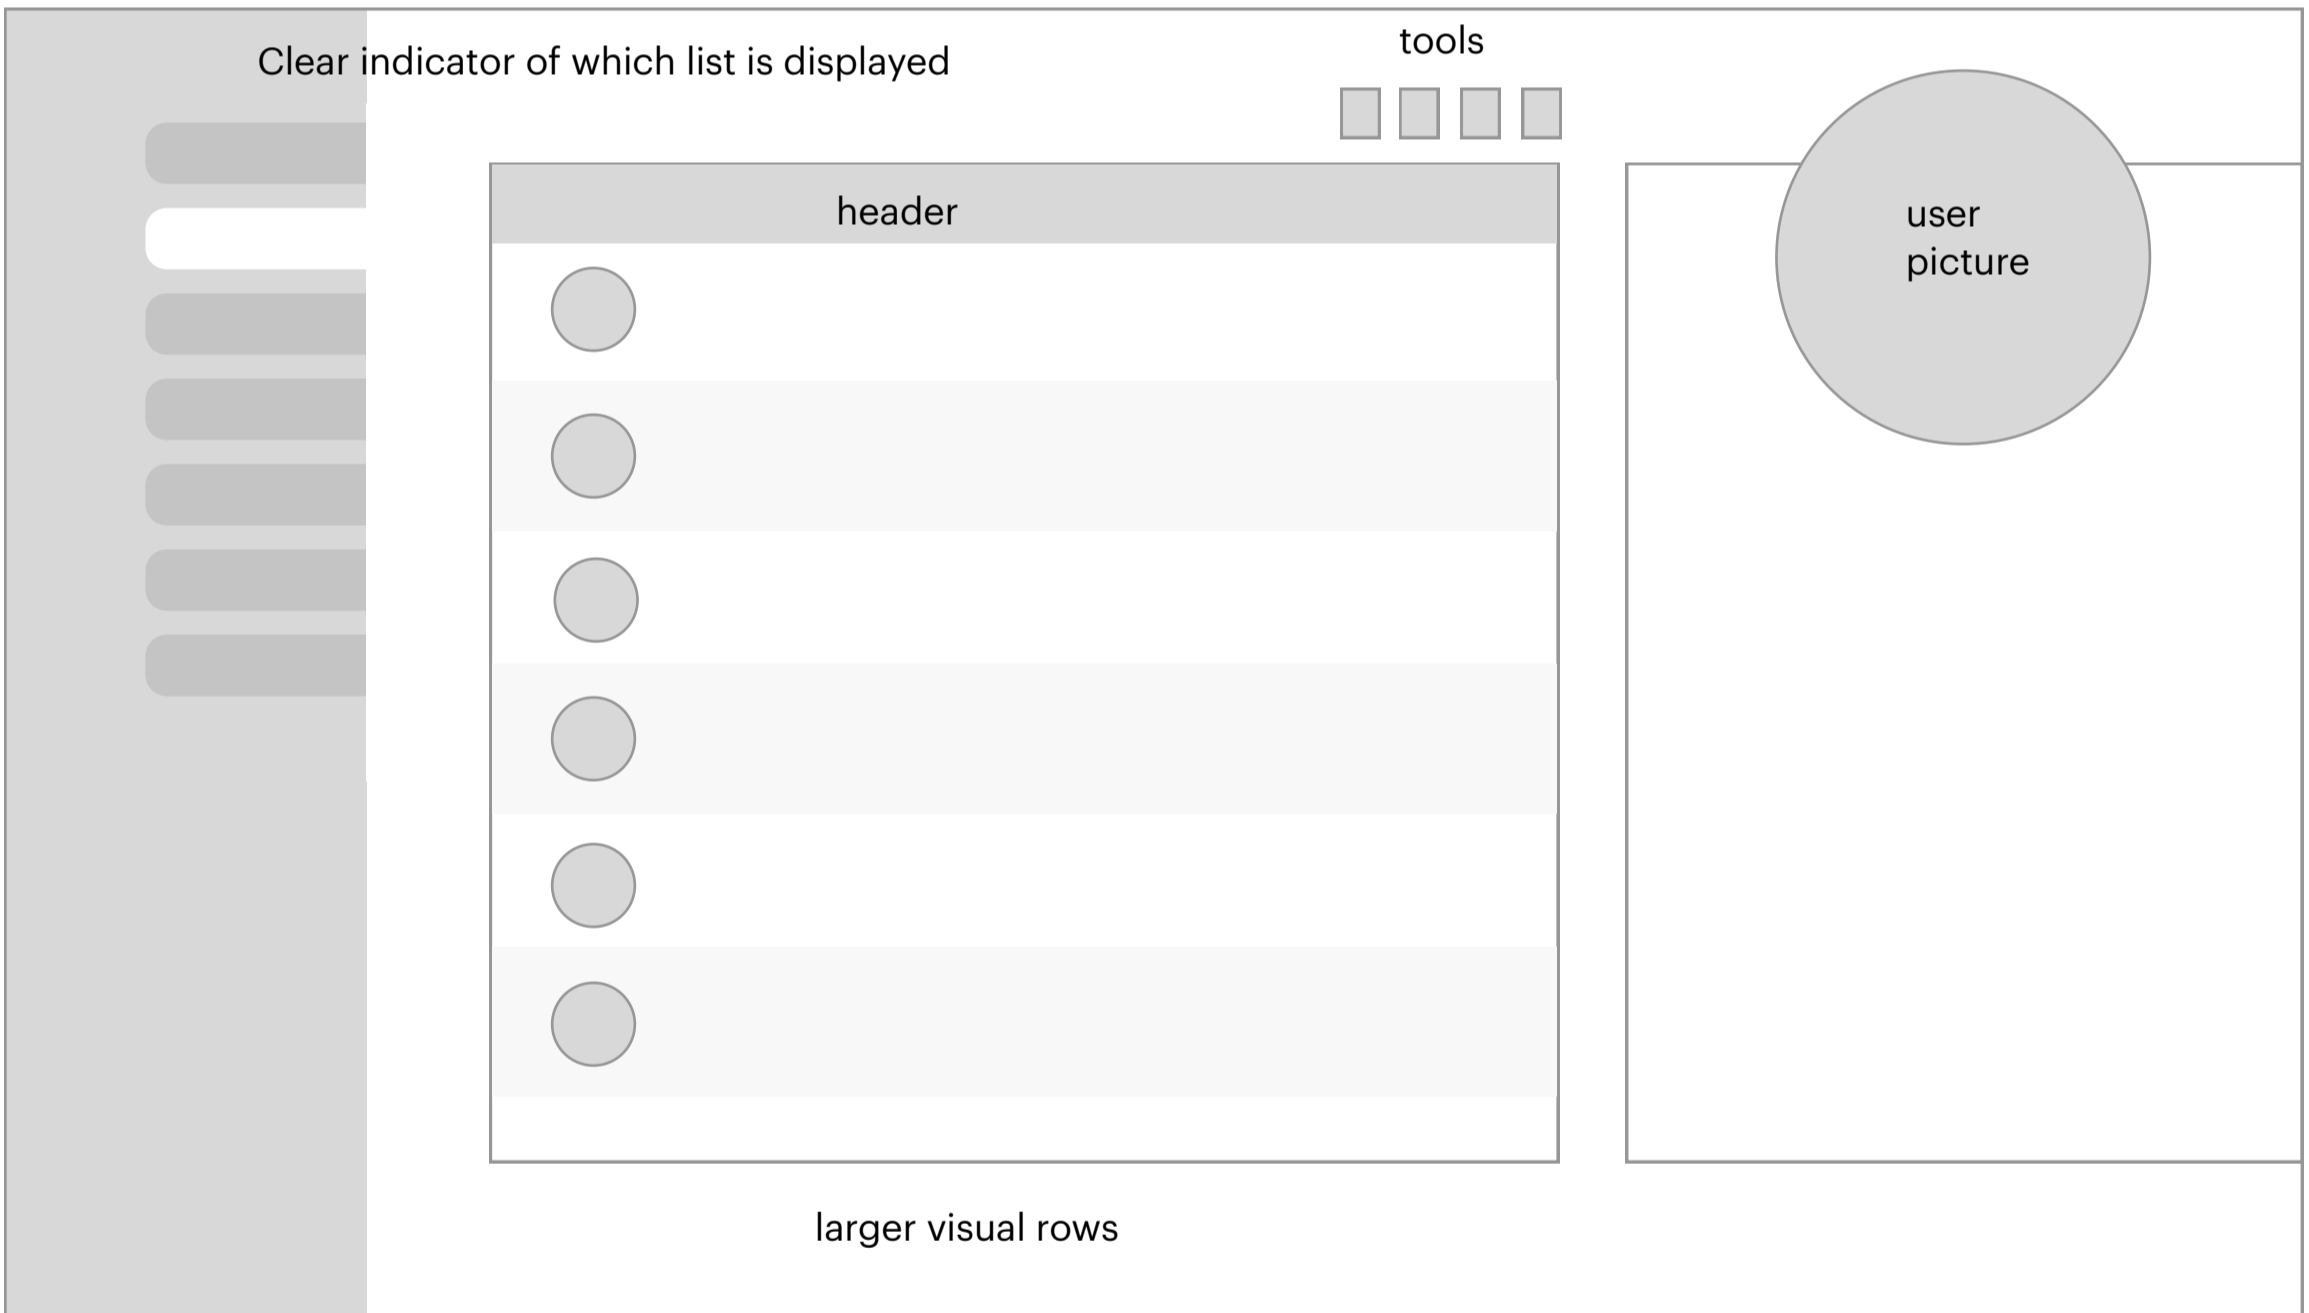 Clear indicator of which list is displayed
tools
header
user
picture
larger visual rows